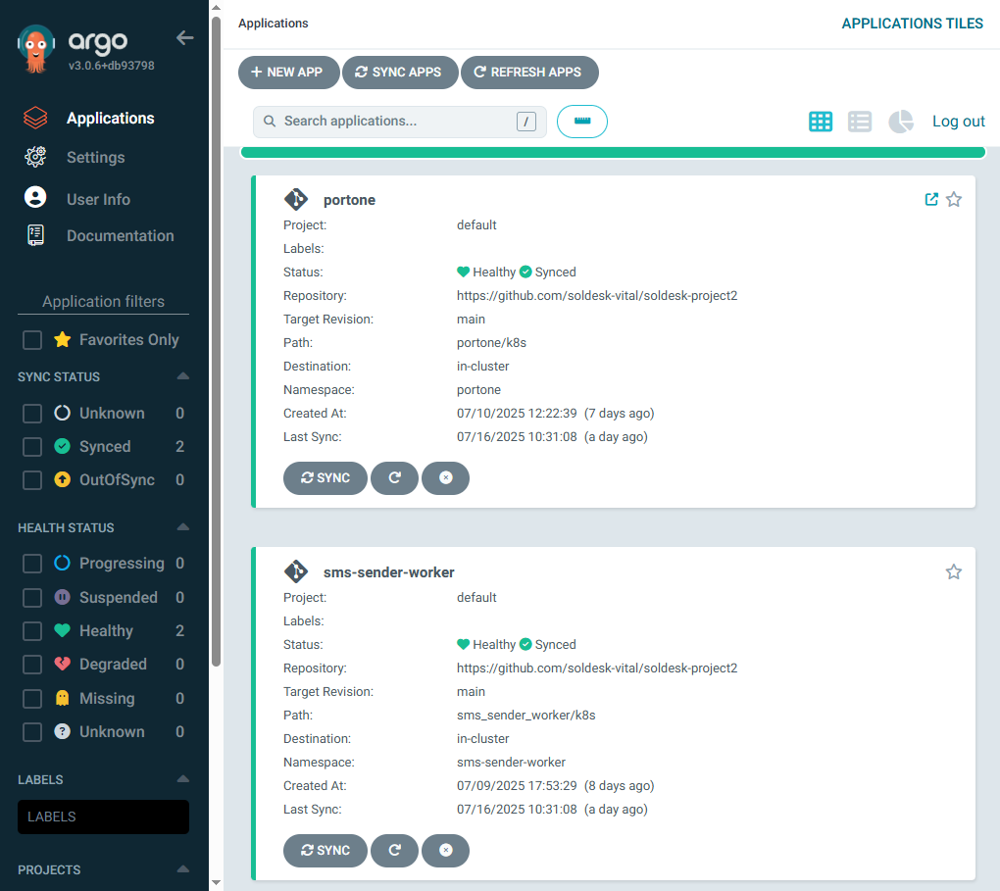 argo
v3.0.6+db93798
Applications
Settings
User Info
Documentation
Application filters
Favorites Only
SYNC STATUS
Unknown 0
Synced 2
OutOfSync 0
HEALTH STATUS
Progressing 0
Suspended 0
Healthy 2
Degraded 0
Missing 0
Unknown 0
LABELS
LABELS
PROJECTS
Applications
APPLICATIONS TILES
NEW APP SYNC APPS REFRESH APPS
Search applications... /
Log out
portone
Project: default
Labels:
Status: Healthy Synced
Repository: https://github.com/soldesk-vital/soldesk-project2
Target Revision: main
Path: portone/k8s
Destination: in-cluster
Namespace: portone
Created At: 07/10/2025 12:22:39 (7 days ago)
Last Sync: 07/16/2025 10:31:08 (a day ago)
SYNC
sms-sender-worker
Project: default
Labels:
Status: Healthy Synced
Repository: https://github.com/soldesk-vital/soldesk-project2
Target Revision: main
Path: sms_sender_worker/k8s
Destination: in-cluster
Namespace: sms-sender-worker
Created At: 07/09/2025 17:53:29 (8 days ago)
Last Sync: 07/16/2025 10:31:08 (a day ago)
SYNC